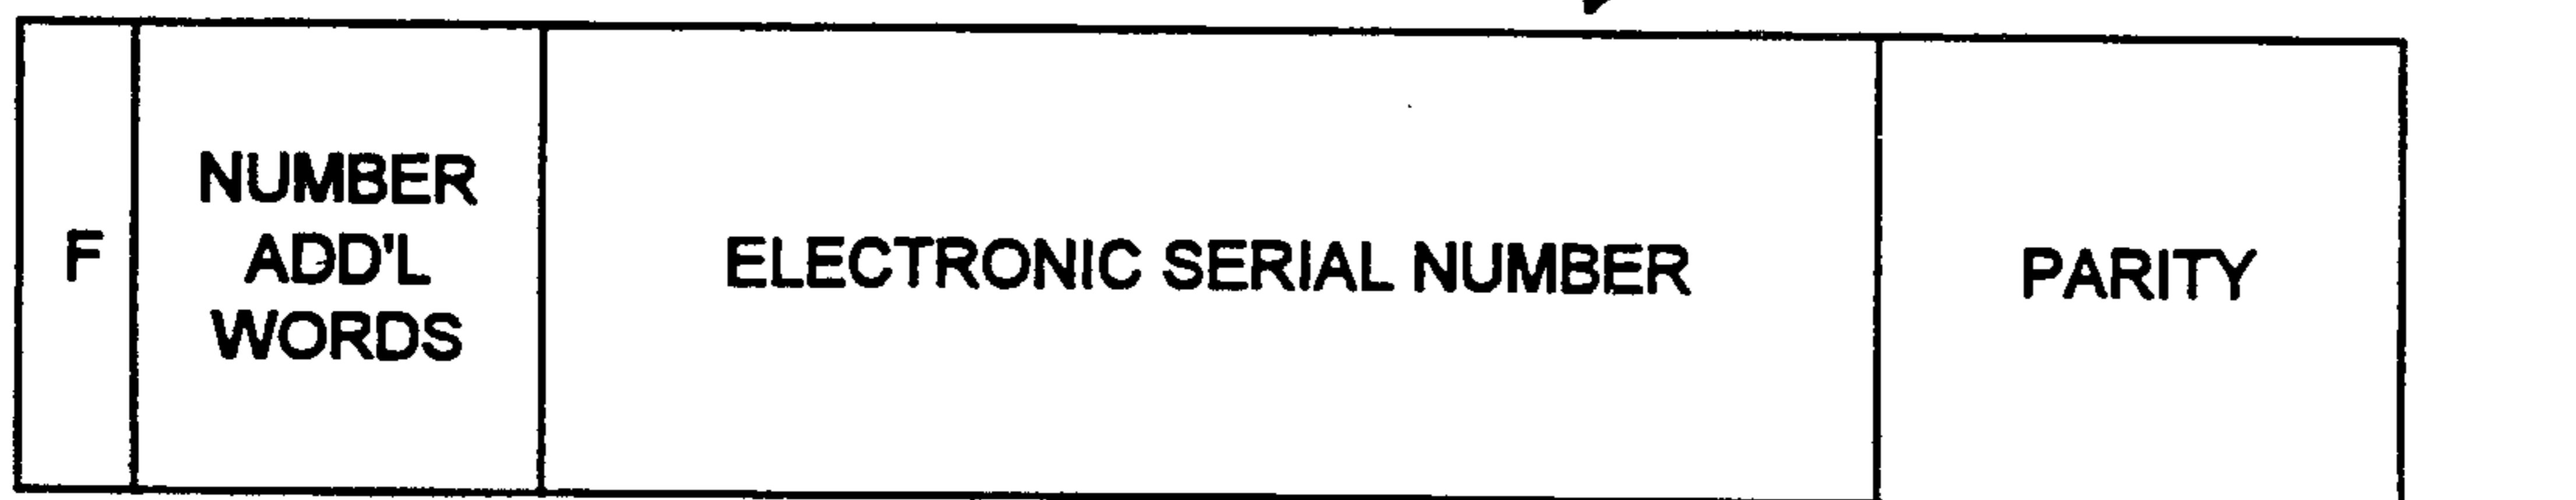 F
NUMBER
ADD'L
WORDS
ELECTRONIC SERIAL NUMBER
PARITY